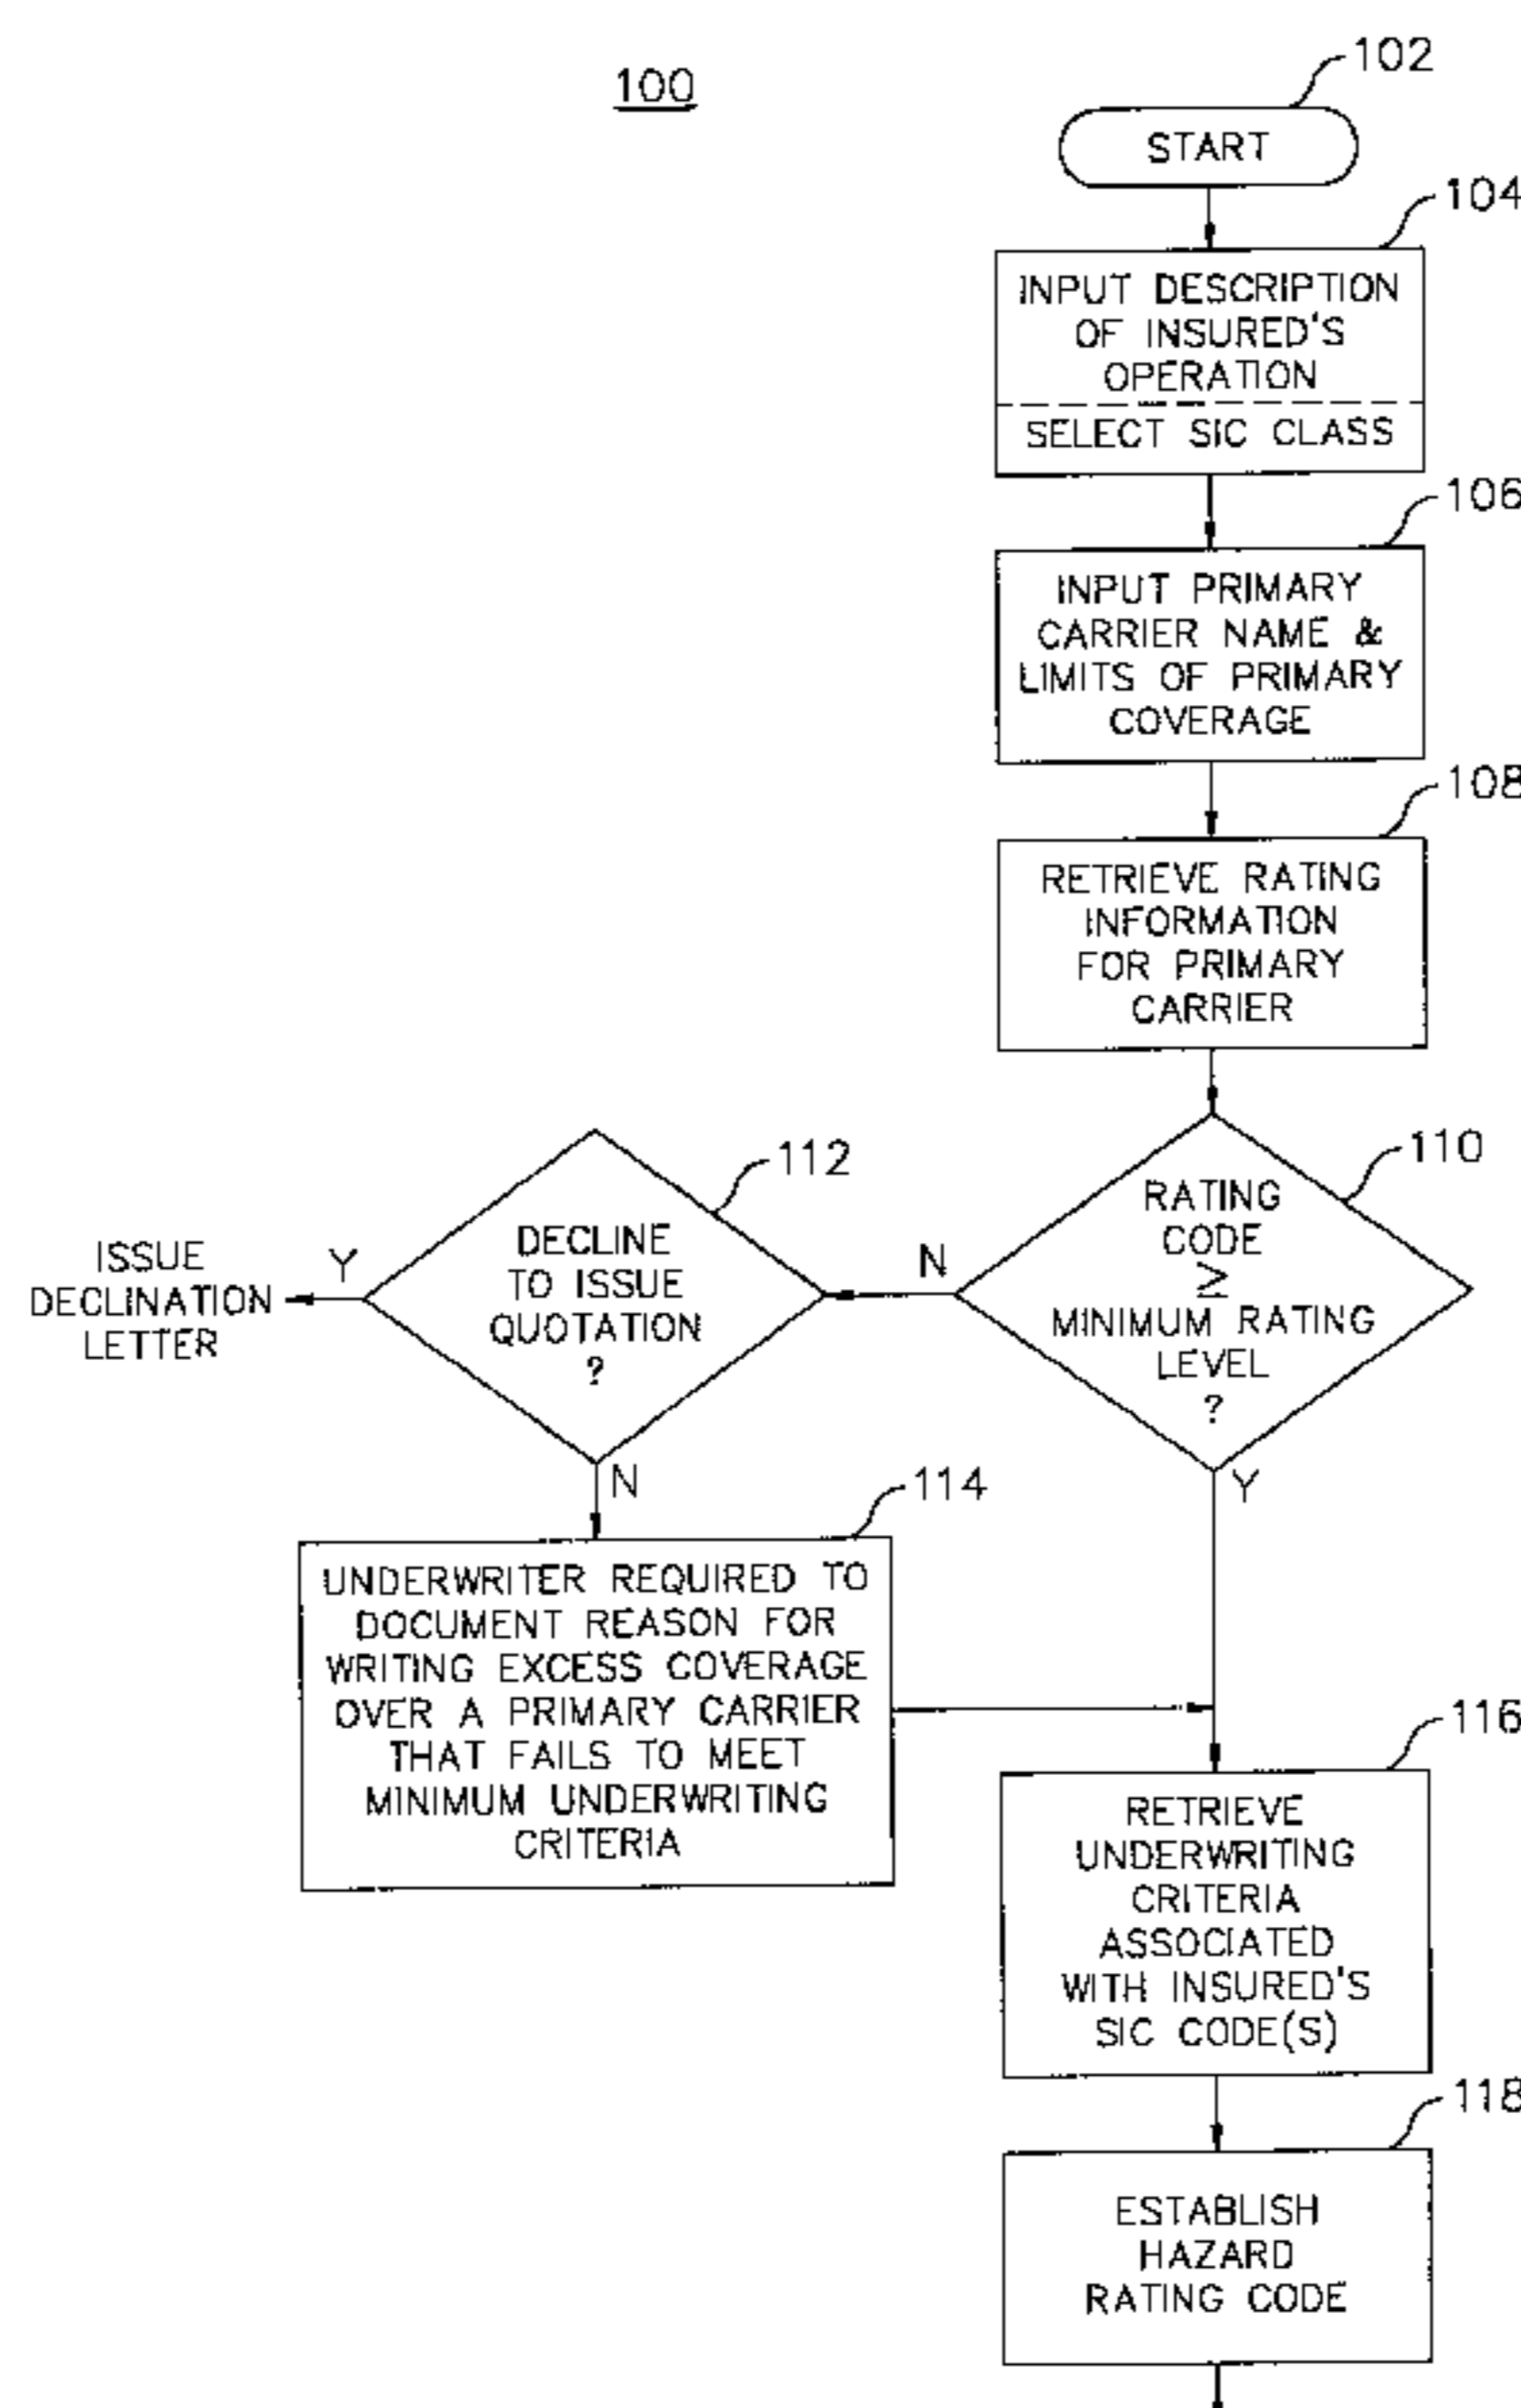 100
102
START
104
INPUT DESCRIPTION
OF INSURED'S
OPERATION
SELECT SIC CLASS
106
INPUT PRIMARY
CARRIER NAME &
LIMITS OF PRIMARY
COVERAGE
108
RETRIEVE RATING
INFORMATION
FOR PRIMARY
CARRIER
110
RATING
CODE
≥
MINIMUM RATING
LEVEL
?
N
Y
112
DECLINE
TO ISSUE
QUOTATION
?
Y
N
ISSUE
DECLINATION
LETTER
114
UNDERWRITER REQUIRED TO
DOCUMENT REASON FOR
WRITING EXCESS COVERAGE
OVER A PRIMARY CARRIER
THAT FAILS TO MEET
MINIMUM UNDERWRITING
CRITERIA
116
RETRIEVE
UNDERWRITING
CRITERIA
ASSOCIATED
WITH INSURED'S
SIC CODE(S)
118
ESTABLISH
HAZARD
RATING CODE